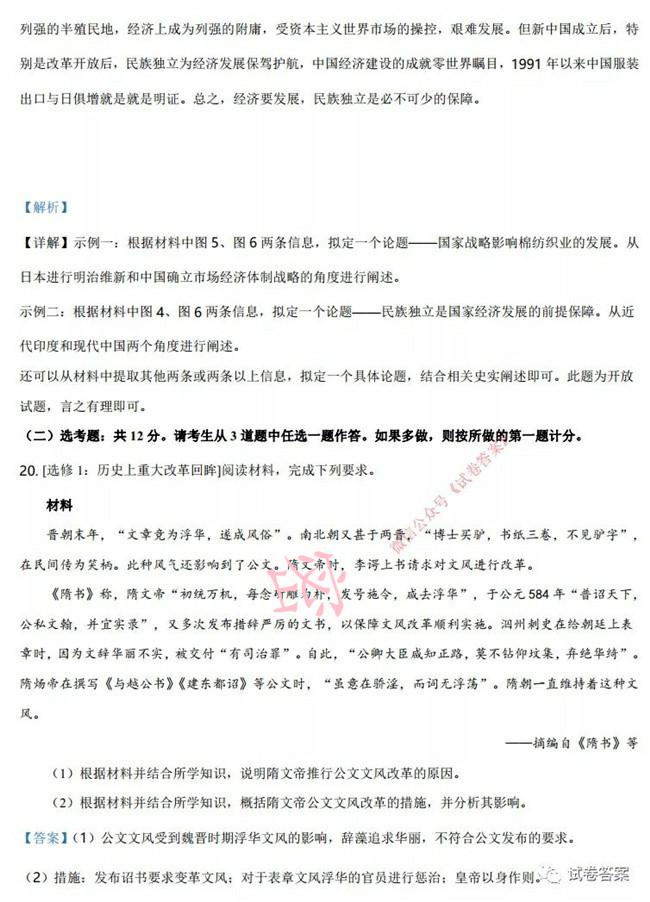 列强的半殖民地，经济上成为列强的附庸，受资本主义世界市场的操控，艰难发展。但新中国成立后，特
别是改革开放后，民族独立为经济发展保驾护航，中国经济建设的成就零世界瞩目，1991 年以来中国服装
出口与日俱增就是就是明证。总之，经济要发展，民族独立是必不可少的保障。
【解析】
【详解】示例一：根据材料中图 5、图 6 两条信息，拟定一个论题——国家战略影响棉纺织业的发展。从
日本进行明治维新和中国确立市场经济体制战略的角度进行阐述。
示例二：根据材料中图 4、图 6 两条信息，拟定一个论题——民族独立是国家经济发展的前提保障。从近
代印度和现代中国两个角度进行阐述。
还可以从材料中提取其他两条或两条以上信息，拟定一个具体论题，结合相关史实阐述即可。此题为开放
试题，言之有理即可。
（二）选考题：共 12 分。请考生从 3 道题中任选一题作答。如果多做，则按所做的第一题计分。
20. [选修 1：历史上重大改革回眸]阅读材料，完成下列要求。
材料
晋朝末年，“文章竞为浮华，遂成风俗”。南北朝又甚于两晋，“博士买驴，书纸三卷，不见驴字”，
在民间传为笑柄。此种风气还影响到了公文。隋文帝时，李谔上书请求对文风进行改革。
《隋书》称，隋文帝“初统万机，每念斫雕为朴，发号施令，咸去浮华”，于公元 584 年“普诏天下，
公私文翰，并宜实录”，又多次发布措辞严厉的文书，以保障文风改革顺利实施。泗州刺史在给朝廷上表
章时，因为文辞华丽不实，被交付“有司治罪”。自此，“公卿大臣咸知正路，莫不钻仰坟集，弃绝华绮”。
隋炀帝在撰写《与越公书》《建东都诏》等公文时，“虽意在骄淫，而词无浮荡”。隋朝一直维持着这种文
风。
——摘编自《隋书》等
（1）根据材料并结合所学知识，说明隋文帝推行公文文风改革的原因。
（2）根据材料并结合所学知识，概括隋文帝公文文风改革的措施，并分析其影响。
【答案】（1）公文文风受到魏晋时期浮华文风的影响，辞藻追求华丽，不符合公文发布的要求。
（2）措施：发布诏书要求变革文风；对于表章文风浮华的官员进行惩治；皇帝以身作则。
微信公众号《试卷答案》
密
试卷答案